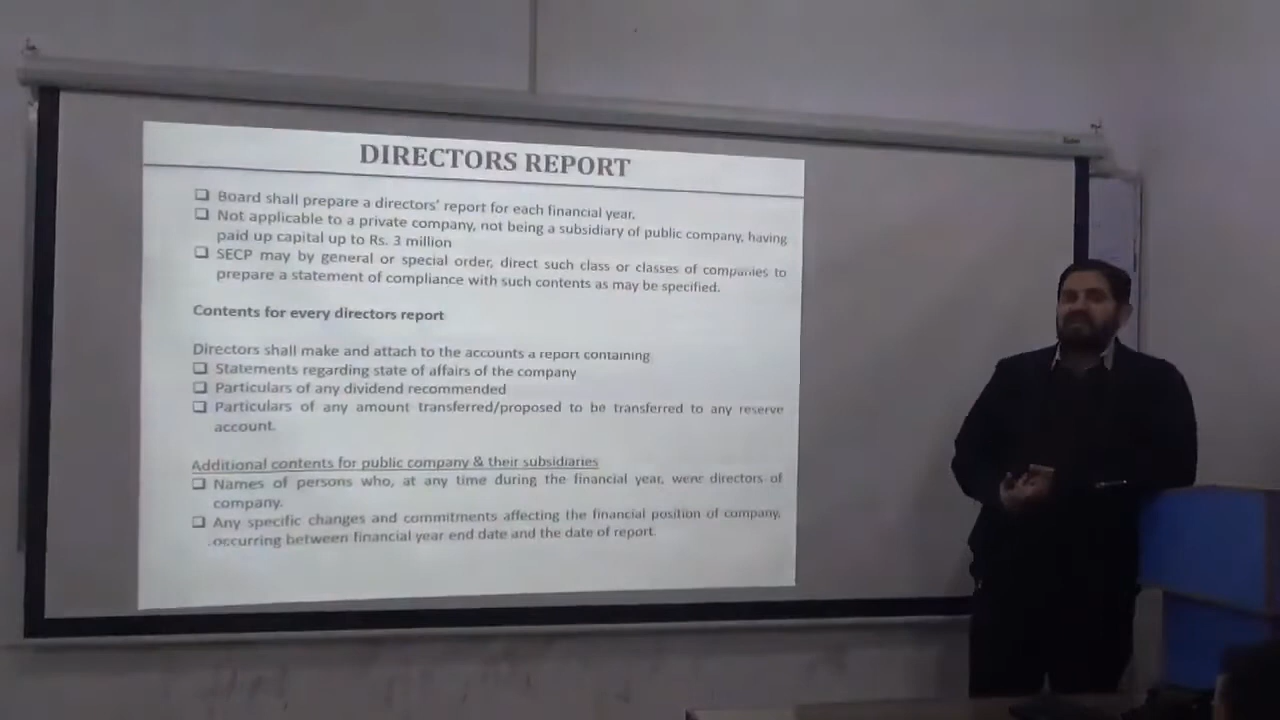 DIRECTORS REPORT
Board shall prepare a directors' report for each financial year.
Not applicable to a private company, not being a subsidiary of public company, having
paid up capital up to Rs. 3 million
SECP may by general or special order, direct such class or classes of companies to
prepare a statement of compliance with such contents as may be specified.
Contents for every directors report
Directors shall make and attach to the accounts a report containing
Statements regarding state of affairs of the company
Particulars of any dividend recommended
Particulars of any amount transferred/proposed to be transferred to any reserve
account.
Additional contents for public company & their subsidiaries
Names of persons who, at any time during the financial year, were directors of
company.
Any specific changes and commitments affecting the financial position of company,
occurring between financial year end date and the date of report.